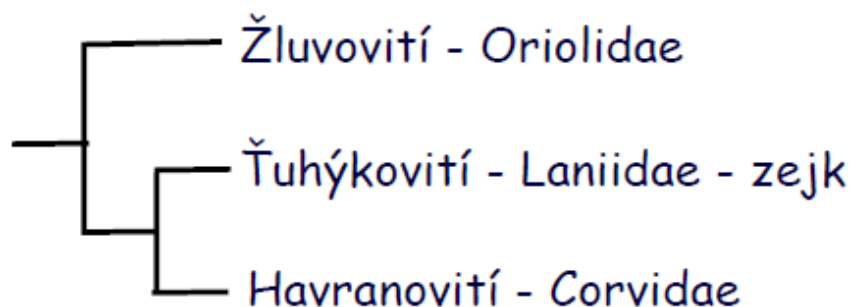 Žluvovití - Oriolidae
Ťuhýkovití - Laniidae - zejk
Havranovití - Corvidae